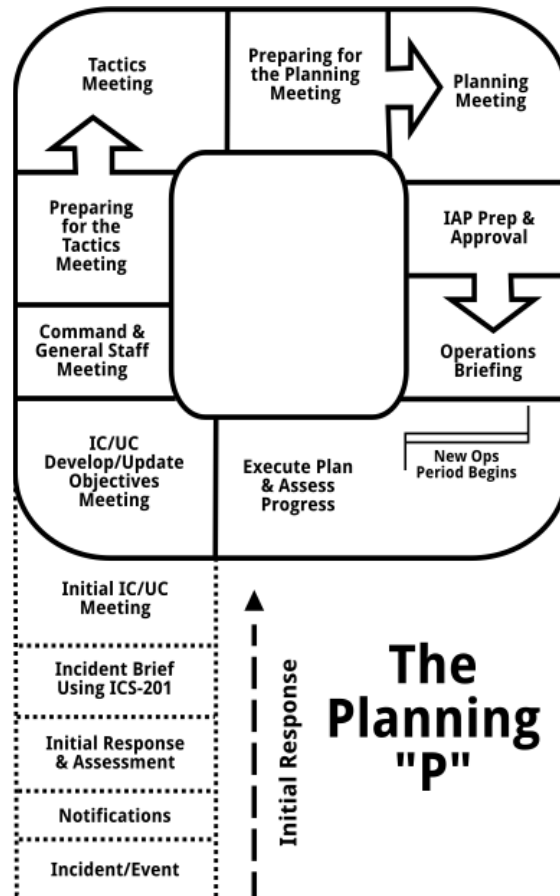 Tactics
Meeting
Preparing for
the Planning
Meeting
Planning
Meeting
Preparing
for the
Tactics
Meeting
IAP Prep &
Approval
Command &
General Staff
Meeting
Operations
Briefing
IC/UC
Develop/Update
Objectives
Meeting
Execute Plan
& Assess
Progress
New Ops
Period Begins
Initial IC/UC
Meeting
Incident Brief
Using ICS-201
Initial Response
& Assessment
Notifications
Incident/Event
Initial Response
The
Planning
"P"